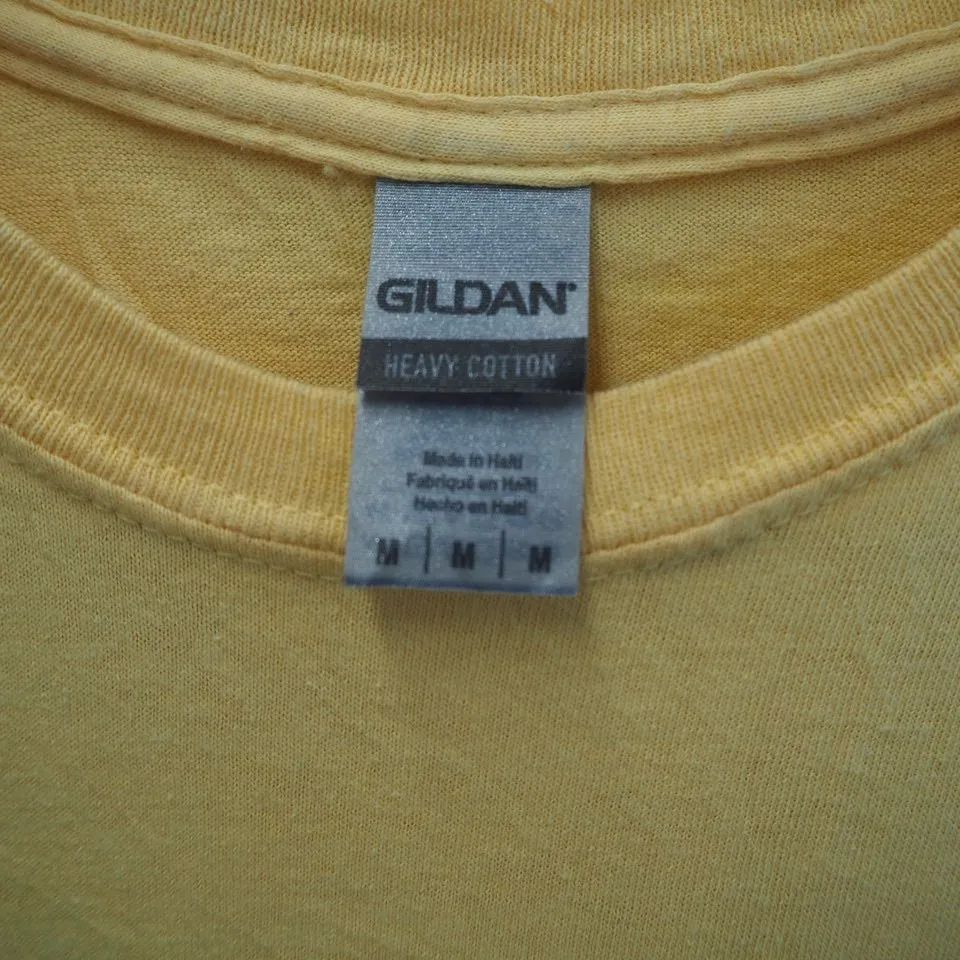 GILDAN®
HEAVY COTTON
Made in Haiti
Fabriqué en Haïti
Hecho en Haití
M | M | M